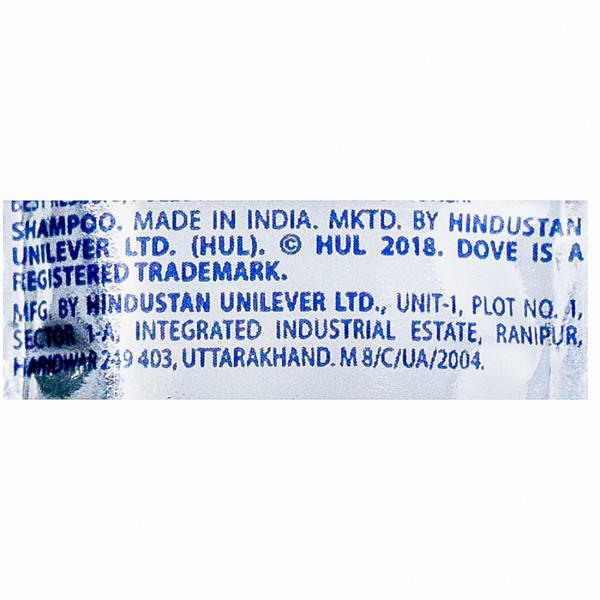 SHAMPOO. MADE IN INDIA. MKTD. BY HINDUSTAN
UNILEVER LTD. (HUL). © HUL 2018. DOVE IS A
REGISTERED TRADEMARK.
MFG. BY HINDUSTAN UNILEVER LTD., UNIT-1, PLOT NO. 1,
SECTOR 1-A, INTEGRATED INDUSTRIAL ESTATE, RANIPUR,
HARIDWAR 249 403, UTTARAKHAND. M 8/C/UA/2004.